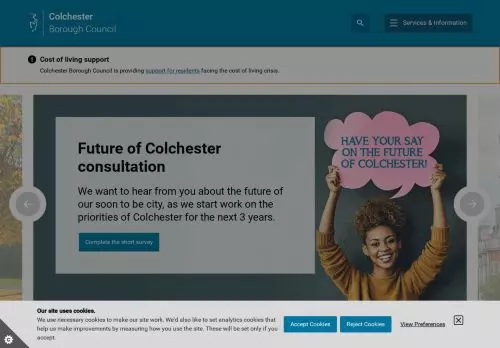 Colchester
Borough Council
Services & Information
Cost of living support
Colchester Borough Council is providing support for residents facing the cost of living crisis.
Future of Colchester
consultation
We want to hear from you about the future of
our soon to be city, as we start work on the
priorities of Colchester for the next 3 years.
Complete the short survey
HAVE YOUR SAY
ON THE FUTURE
OF COLCHESTER!
Our site uses cookies.
We use necessary cookies to make our site work. We'd also like to set analytics cookies that
help us make improvements by measuring how you use the site. These will be set only if you
accept.
Accept Cookies
Reject Cookies
View Preferences